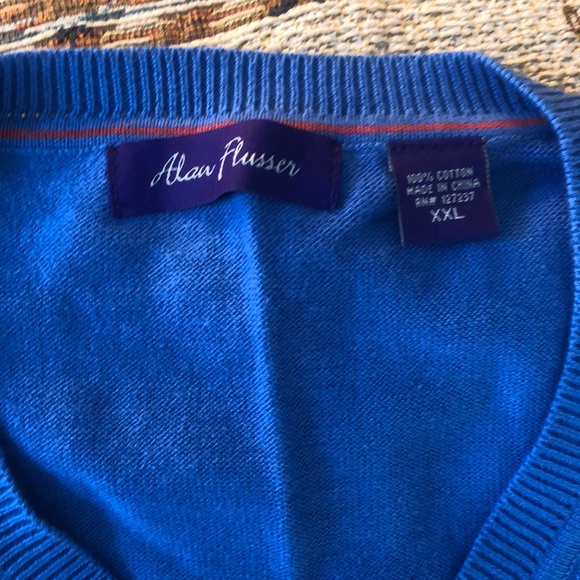 Alan Flusser
100% COTTON
MADE IN CHINA
RN# 127237
XXL